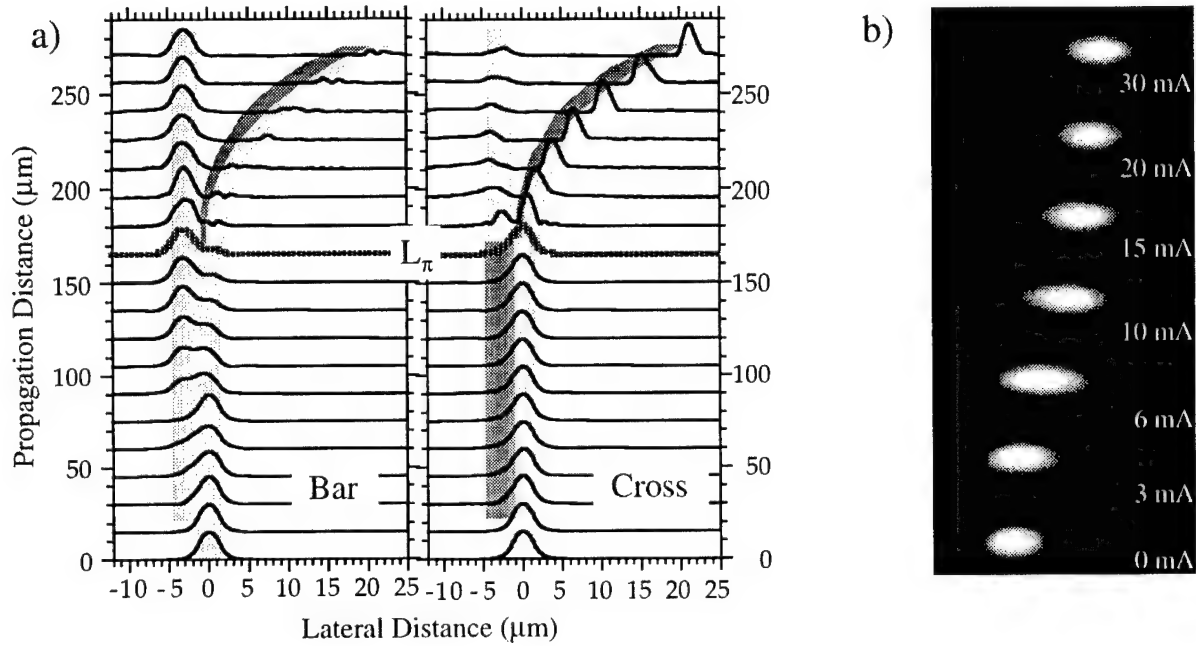 a)
250
200
150
100
50
0
Propagation Distance (μm)
Bar
-10 -5 0 5 10 15 20 25
Lπ
Cross
-10 -5 0 5 10 15 20 25
250
200
150
100
50
0
Lateral Distance (μm)
b)
30 mA
20 mA
15 mA
10 mA
6 mA
3 mA
0 mA